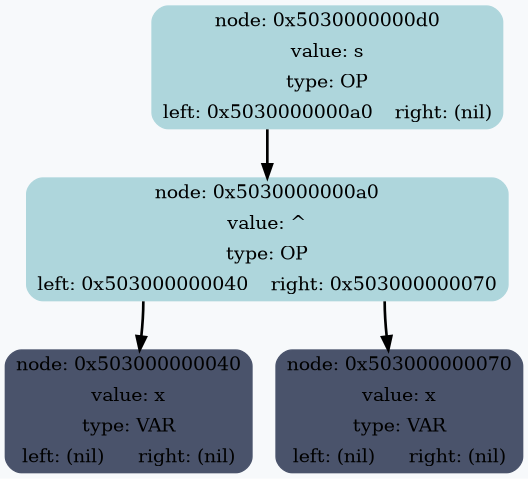 node: 0x5030000000d0
value: s
type: OP
left: 0x5030000000a0 right: (nil)
node: 0x5030000000a0
value: ^
type: OP
left: 0x503000000040 right: 0x503000000070
node: 0x503000000040
value: x
type: VAR
left: (nil) right: (nil)
node: 0x503000000070
value: x
type: VAR
left: (nil) right: (nil)